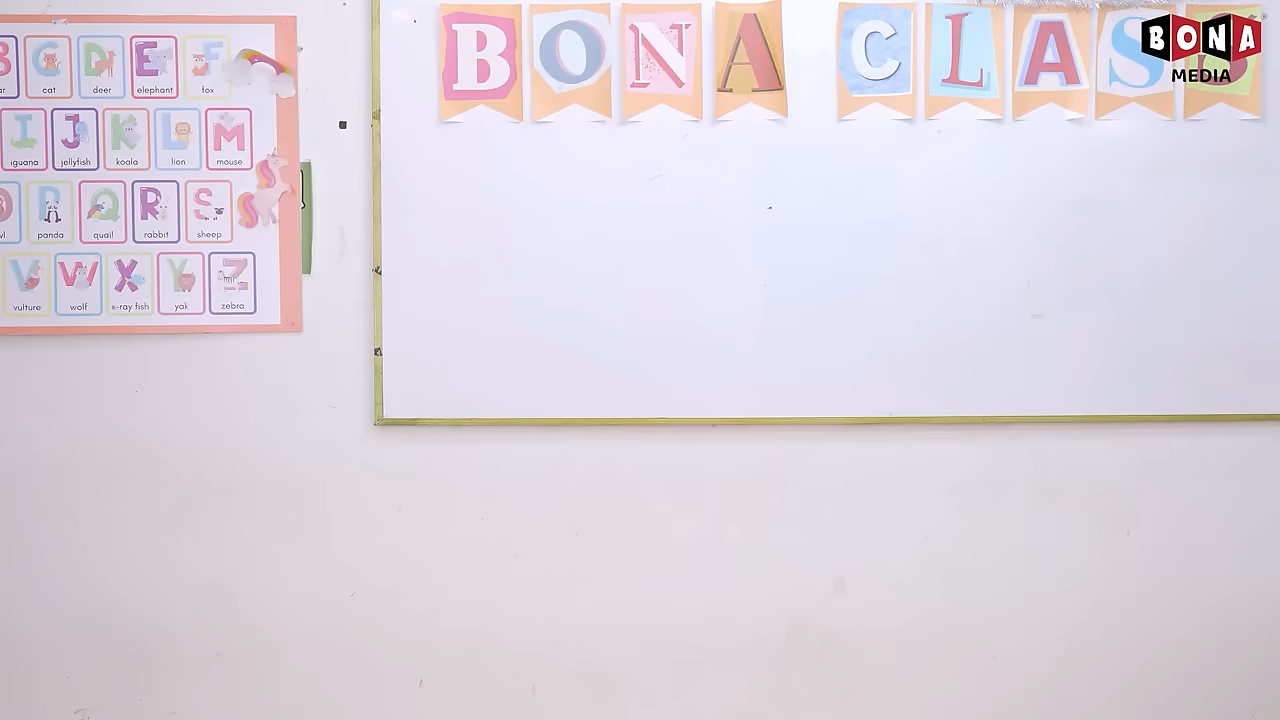 BONA CLASS
BONA
MEDIA
C D E F
cat deer elephant fox
I J K L M
iguana jellyfish koala lion mouse
P Q R S
panda quail rabbit sheep
V W X Y Z
vulture wolf x-ray fish yak zebra